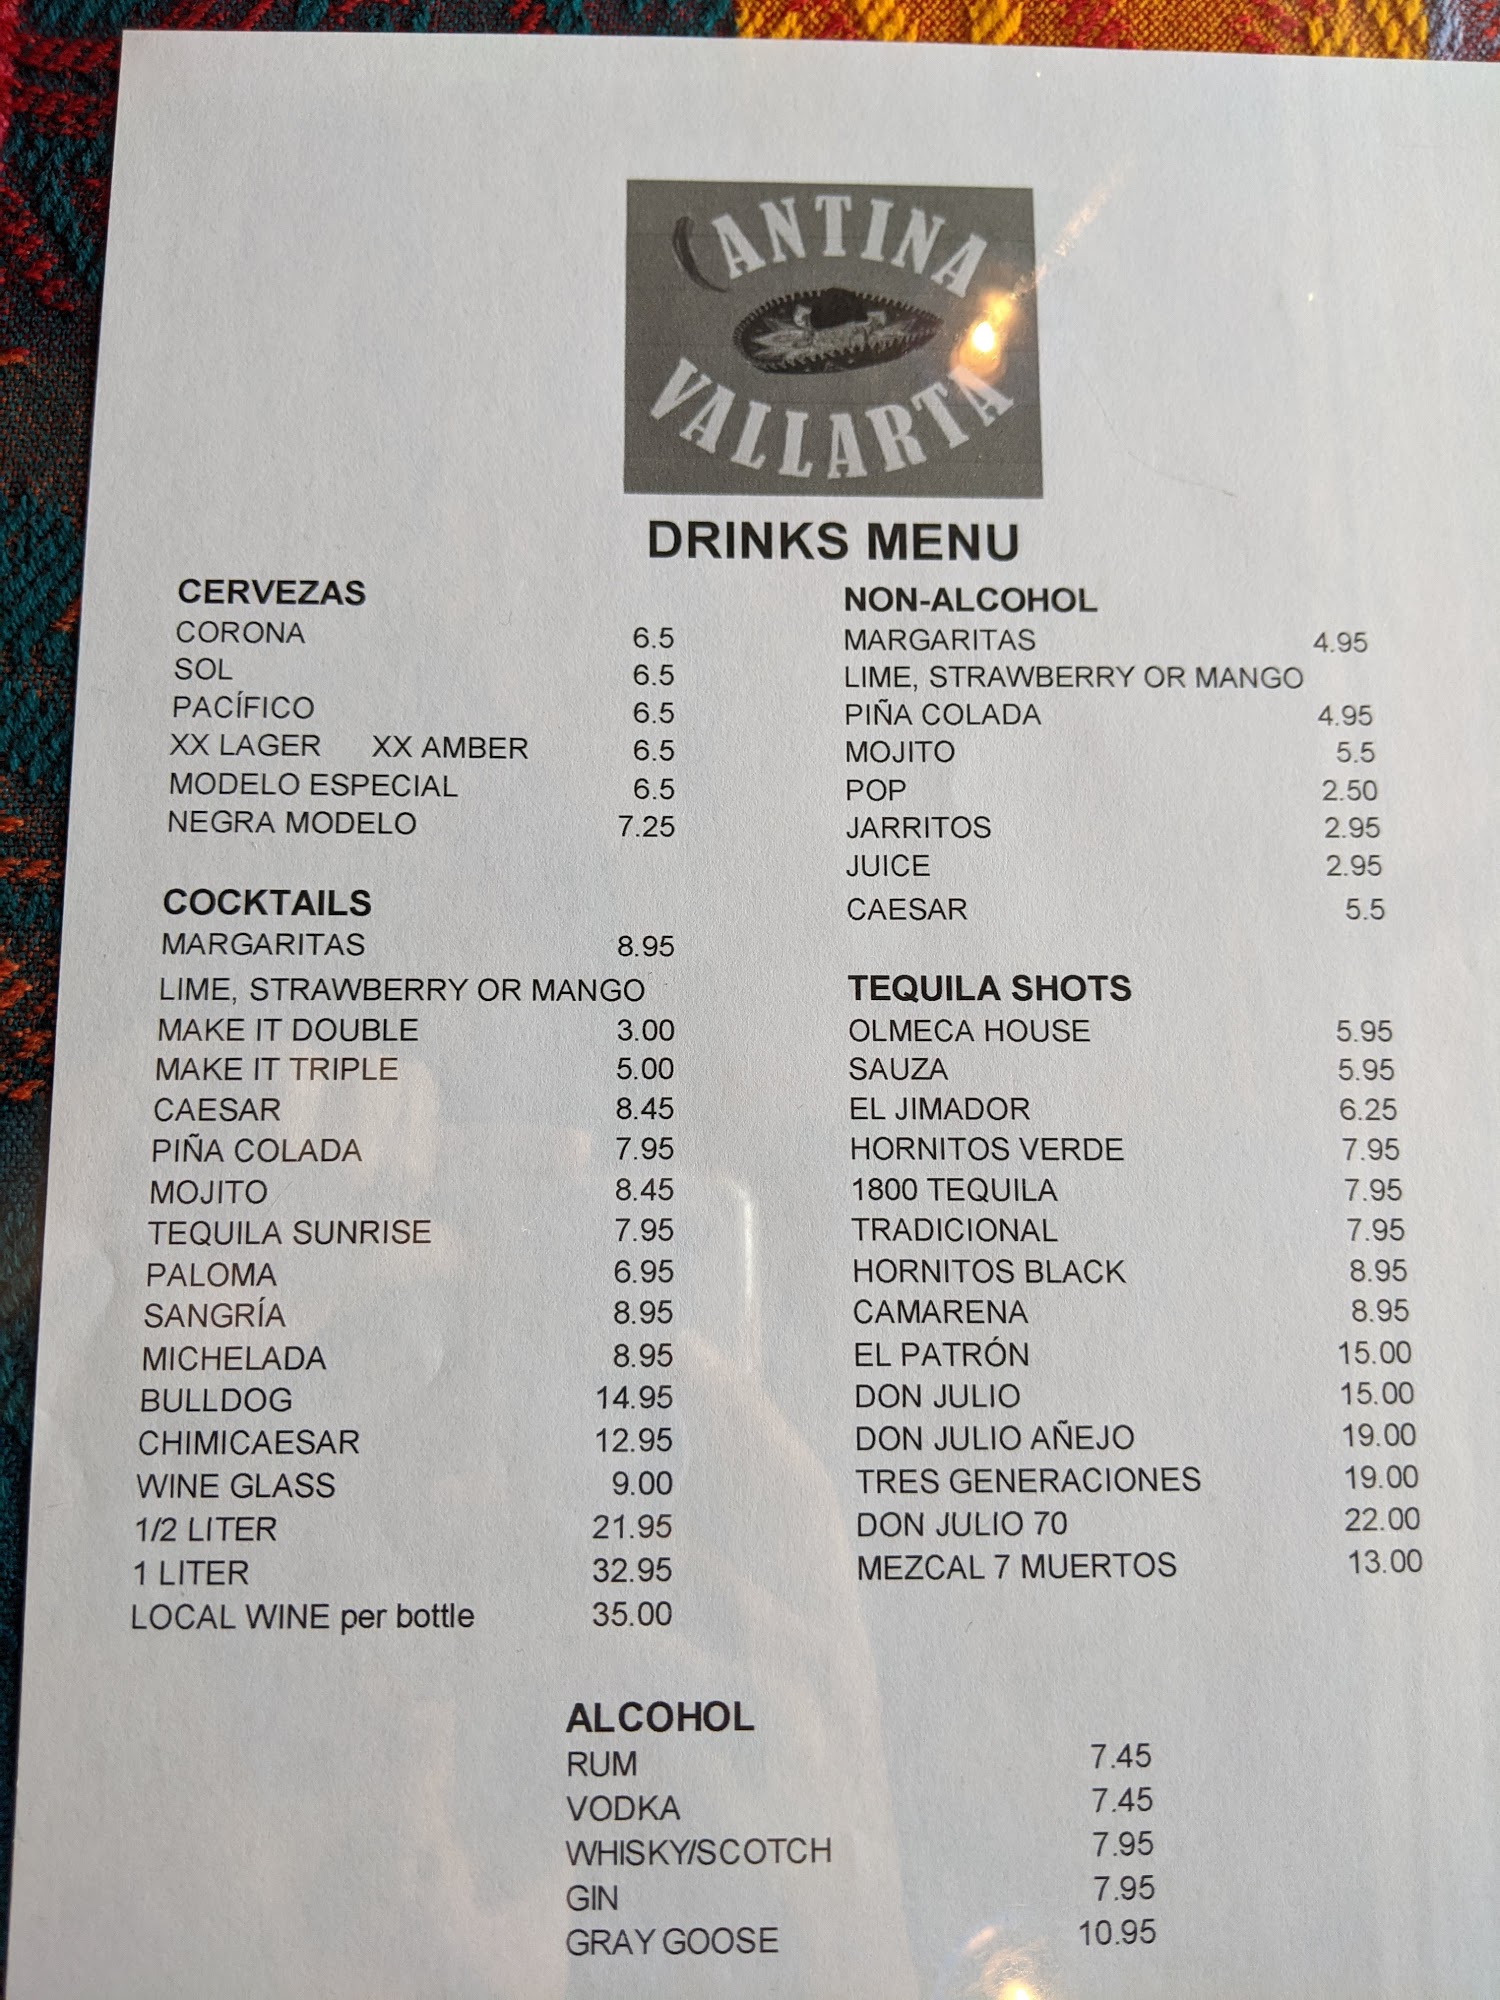 CANTINA
VALLARTA
DRINKS MENU
CERVEZAS
CORONA 6.5
SOL 6.5
PACÍFICO 6.5
XX LAGER XX AMBER 6.5
MODELO ESPECIAL 6.5
NEGRA MODELO 7.25
COCKTAILS
MARGARITAS 8.95
LIME, STRAWBERRY OR MANGO
MAKE IT DOUBLE 3.00
MAKE IT TRIPLE 5.00
CAESAR 8.45
PIÑA COLADA 7.95
MOJITO 8.45
TEQUILA SUNRISE 7.95
PALOMA 6.95
SANGRÍA 8.95
MICHELADA 8.95
BULLDOG 14.95
CHIMICAESAR 12.95
WINE GLASS 9.00
1/2 LITER 21.95
1 LITER 32.95
LOCAL WINE per bottle 35.00
NON-ALCOHOL
MARGARITAS 4.95
LIME, STRAWBERRY OR MANGO
PIÑA COLADA 4.95
MOJITO 5.5
POP 2.50
JARRITOS 2.95
JUICE 2.95
CAESAR 5.5
TEQUILA SHOTS
OLMECA HOUSE 5.95
SAUZA 5.95
EL JIMADOR 6.25
HORNITOS VERDE 7.95
1800 TEQUILA 7.95
TRADICIONAL 7.95
HORNITOS BLACK 8.95
CAMARENA 8.95
EL PATRÓN 15.00
DON JULIO 15.00
DON JULIO AÑEJO 19.00
TRES GENERACIONES 19.00
DON JULIO 70 22.00
MEZCAL 7 MUERTOS 13.00
ALCOHOL
RUM 7.45
VODKA 7.45
WHISKY/SCOTCH 7.95
GIN 7.95
GRAY GOOSE 10.95